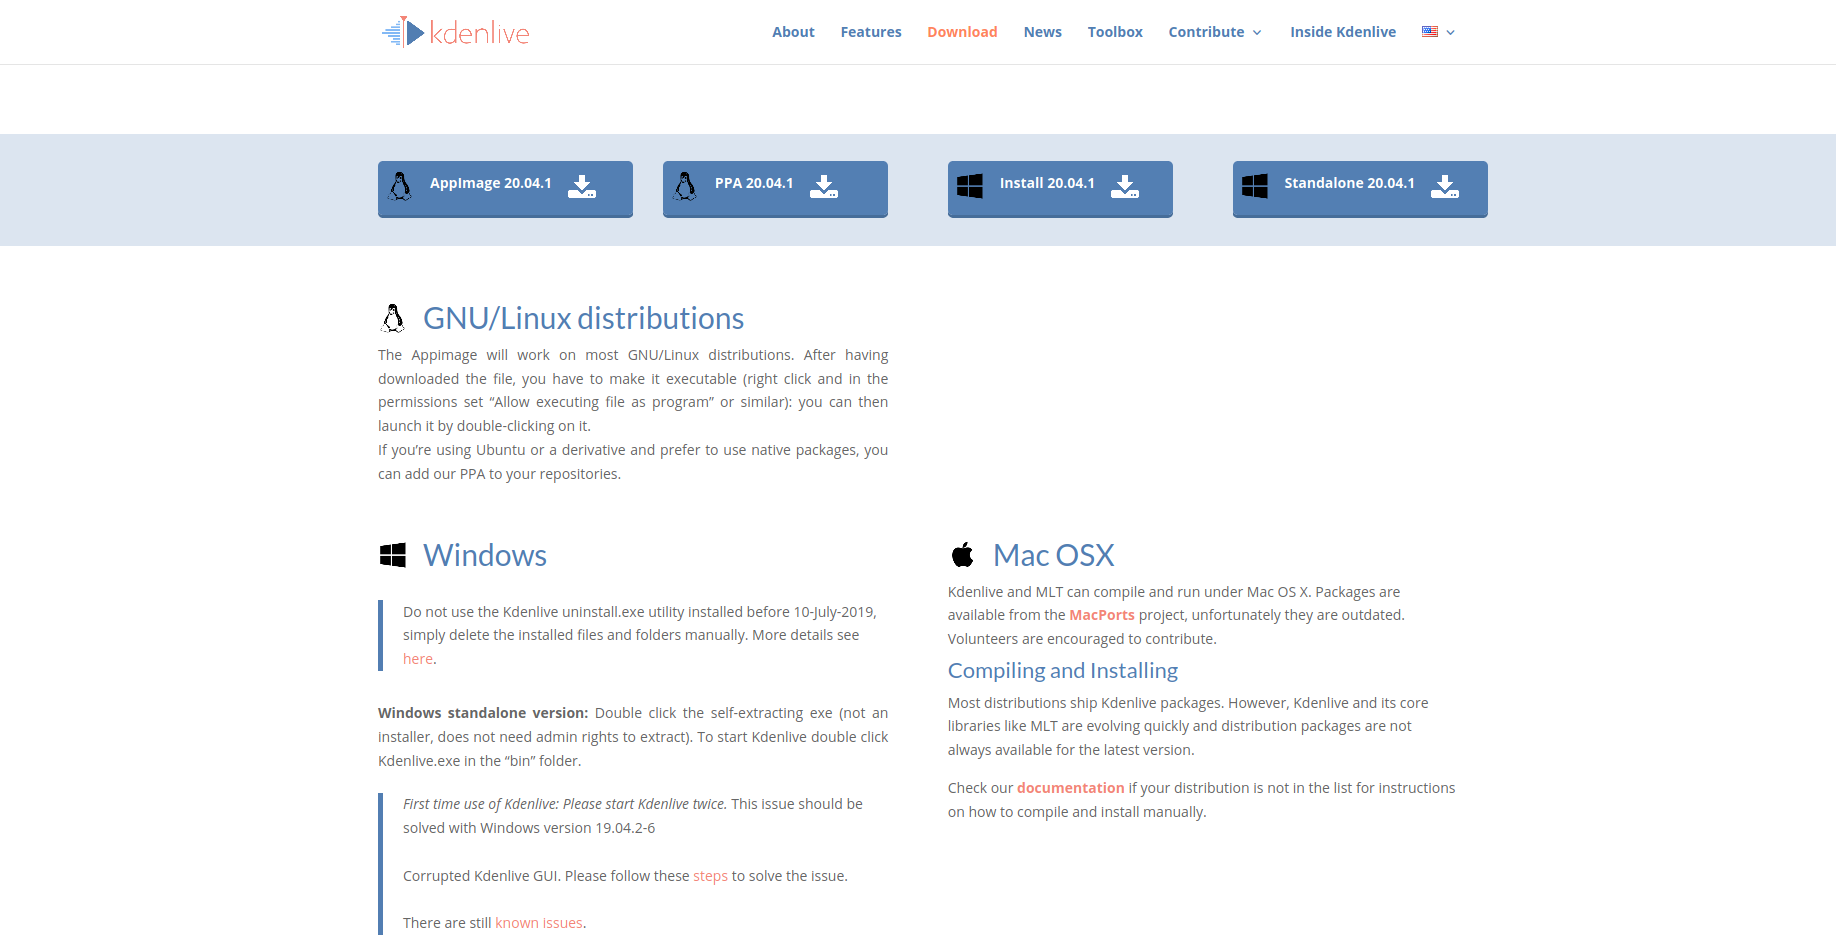 kdenlive
About Features Download News Toolbox Contribute Inside Kdenlive
AppImage 20.04.1 PPA 20.04.1 Install 20.04.1 Standalone 20.04.1
GNU/Linux distributions
The Appimage will work on most GNU/Linux distributions. After having
downloaded the file, you have to make it executable (right click and in the
permissions set “Allow executing file as program” or similar): you can then
launch it by double-clicking on it.
If you’re using Ubuntu or a derivative and prefer to use native packages, you
can add our PPA to your repositories.
Windows
Do not use the Kdenlive uninstall.exe utility installed before 10-July-2019,
simply delete the installed files and folders manually. More details see
here.
Windows standalone version: Double click the self-extracting exe (not an
installer, does not need admin rights to extract). To start Kdenlive double click
Kdenlive.exe in the “bin” folder.
First time use of Kdenlive: Please start Kdenlive twice. This issue should be
solved with Windows version 19.04.2-6
Corrupted Kdenlive GUI. Please follow these steps to solve the issue.
There are still known issues.
Mac OSX
Kdenlive and MLT can compile and run under Mac OS X. Packages are
available from the MacPorts project, unfortunately they are outdated.
Volunteers are encouraged to contribute.
Compiling and Installing
Most distributions ship Kdenlive packages. However, Kdenlive and its core
libraries like MLT are evolving quickly and distribution packages are not
always available for the latest version.
Check our documentation if your distribution is not in the list for instructions
on how to compile and install manually.